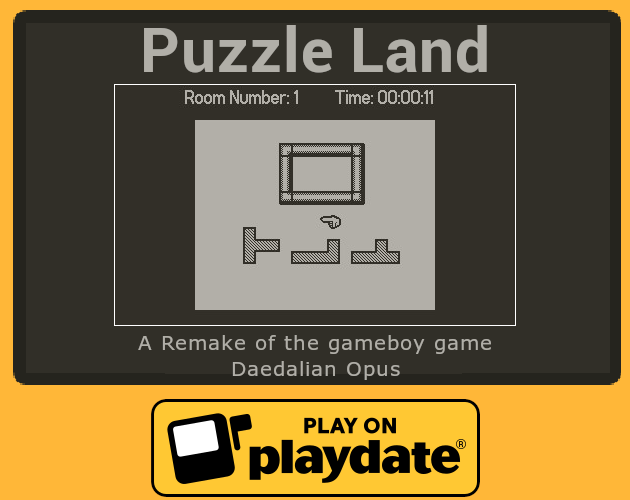 Puzzle Land
Room Number: 1 Time: 00:00:11
A Remake of the gameboy game
Daedalian Opus
PLAY ON
playdate®